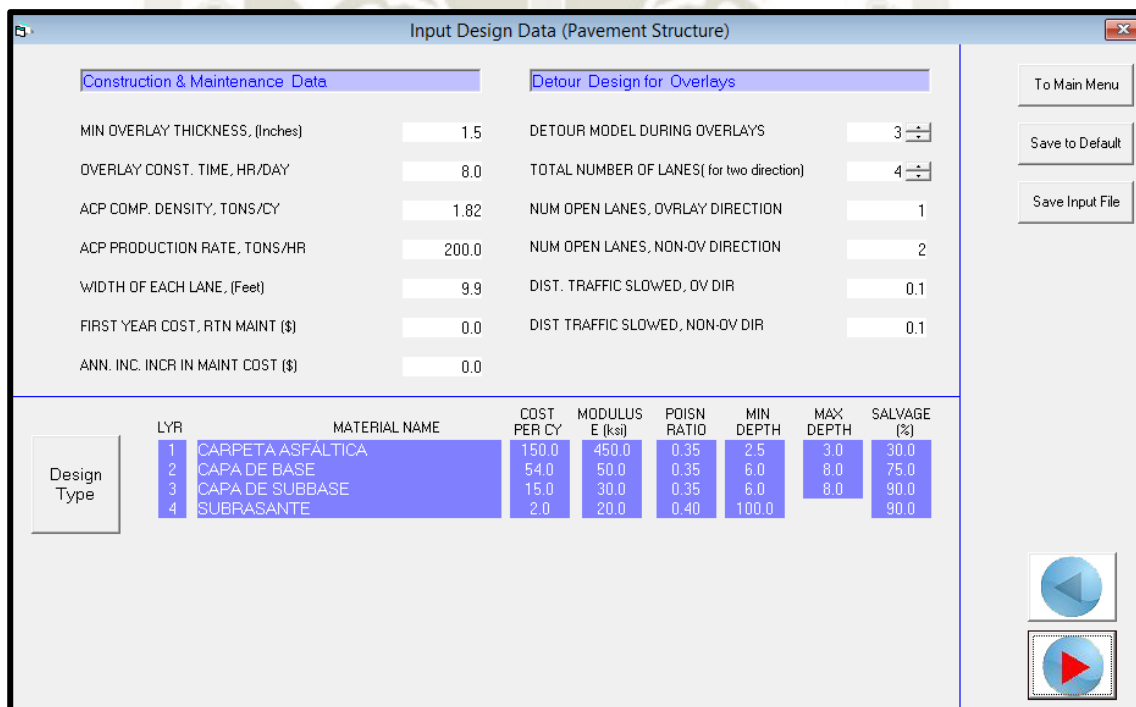 Input Design Data (Pavement Structure)
Construction & Maintenance Data
MIN OVERLAY THICKNESS, (Inches) 1.5
OVERLAY CONST. TIME, HR/DAY 8.0
ACP COMP. DENSITY, TONS/CY 1.82
ACP PRODUCTION RATE, TONS/HR 200.0
WIDTH OF EACH LANE, (Feet) 9.9
FIRST YEAR COST, RTN MAINT ($) 0.0
ANN. INC. INCR IN MAINT COST ($) 0.0
Detour Design for Overlays
DETOUR MODEL DURING OVERLAYS 3
TOTAL NUMBER OF LANES( for two direction) 4
NUM OPEN LANES, OVRLAY DIRECTION 1
NUM OPEN LANES, NON-OV DIRECTION 2
DIST. TRAFFIC SLOWED, OV DIR 0.1
DIST TRAFFIC SLOWED, NON-OV DIR 0.1
To Main Menu
Save to Default
Save Input File
Design
Type
LYR MATERIAL NAME COST PER CY MODULUS E (ksi) POISN RATIO MIN DEPTH MAX DEPTH SALVAGE (%)
1 CARPETA ASFÁLTICA 150.0 450.0 0.35 2.5 3.0 30.0
2 CAPA DE BASE 54.0 50.0 0.35 6.0 8.0 75.0
3 CAPA DE SUBBASE 15.0 30.0 0.35 6.0 8.0 90.0
4 SUBRASANTE 2.0 20.0 0.40 100.0 90.0